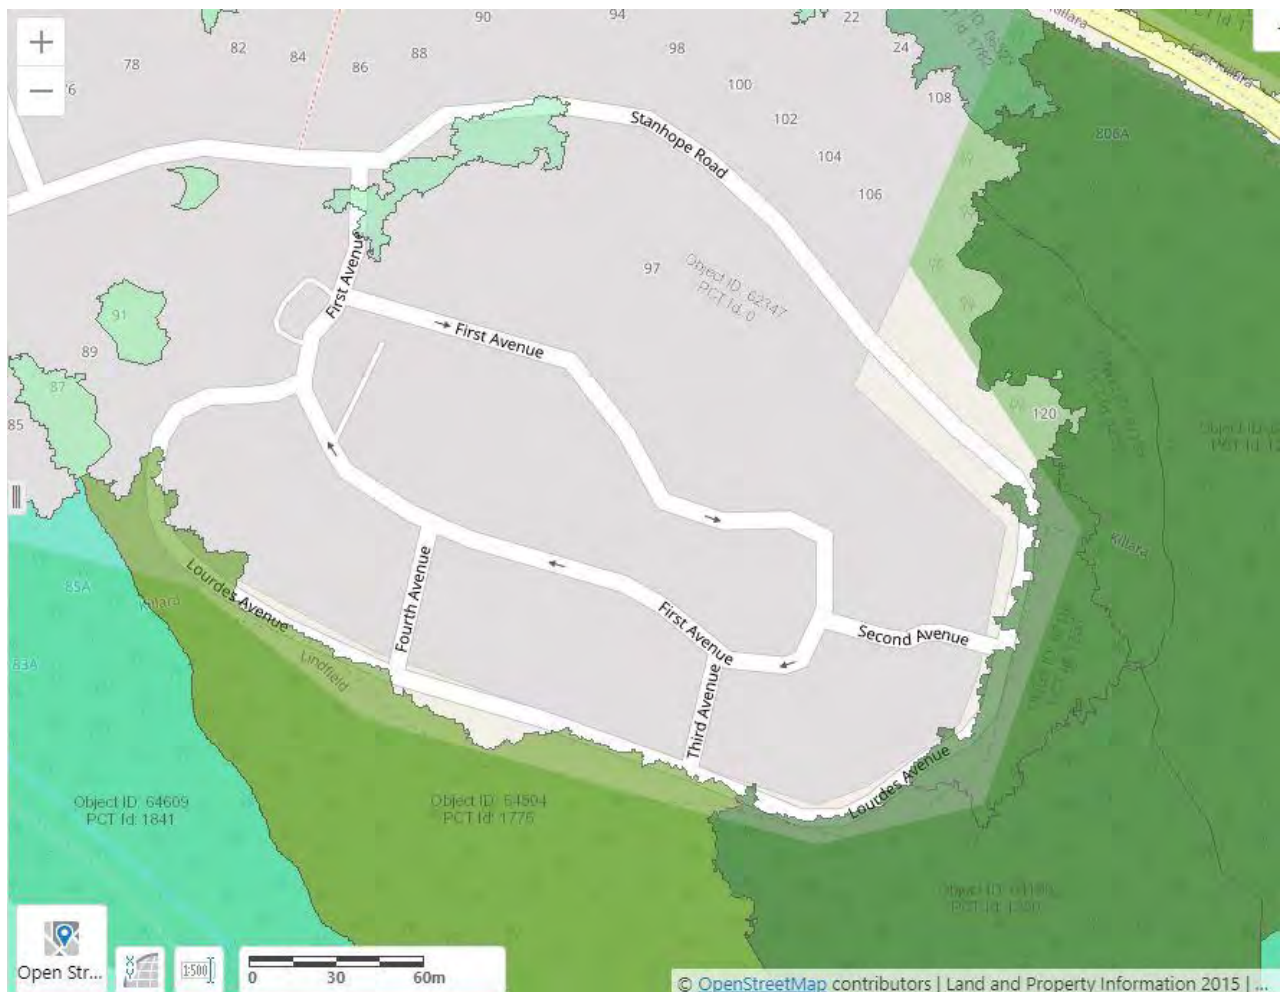 90
94
22
Killara
82
88
98
24
78
84
86
East Killara
100
108
102
Stanhope Road
808A
104
106
First Avenue
97
Object ID: 62347
PCT Id: 0
91
First Avenue
89
87
120
85
Killara
Lourdes Avenue
85A
Killara
Fourth Avenue
First Avenue
Second Avenue
83A
Lindfield
Third Avenue
Lourdes Avenue
Object ID: 64609
PCT Id: 1841
Object ID: 64504
PCT Id: 1776
Open Str...
1:500
0 30 60m
© OpenStreetMap contributors | Land and Property Information 2015 | ...